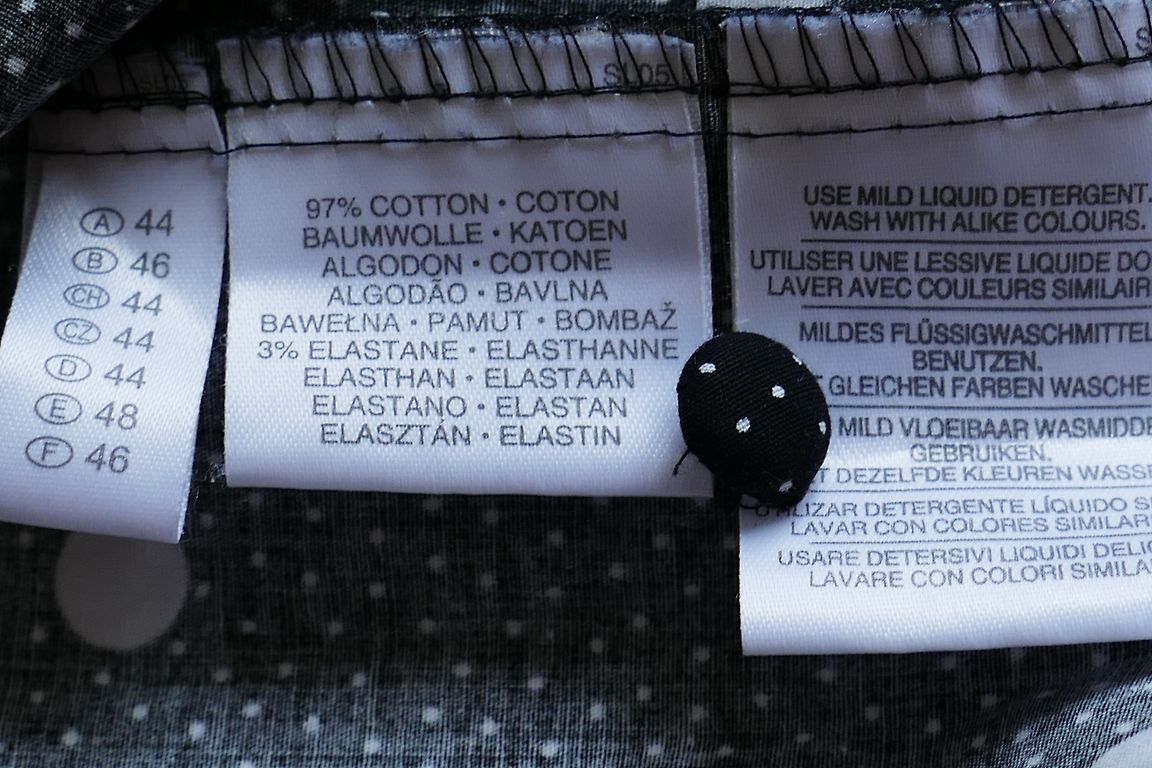 A 44
B 46
CH 44
CZ 44
D 44
E 48
F 46
SL05
97% COTTON • COTON
BAUMWOLLE • KATOEN
ALGODON • COTONE
ALGODÃO • BAVLNA
BAWEŁNA • PAMUT • BOMBAŽ
3% ELASTANE • ELASTHANNE
ELASTHAN • ELASTAAN
ELASTANO • ELASTAN
ELASZTÁN • ELASTIN
USE MILD LIQUID DETERGENT.
WASH WITH ALIKE COLOURS.
UTILISER UNE LESSIVE LIQUIDE
LAVER AVEC COULEURS
MILDES FLÜSSIGWASCHMITTEL
BENUTZEN.
GLEICHEN FARBEN
MILD VLOEIBAAR
GEBRUIKEN.
DEZELFDE KLEUREN
DETERGENTE LÍQUIDO
LAVAR CON COLORES
USARE DETERSIVI LIQUIDI
LAVARE CON COLORI